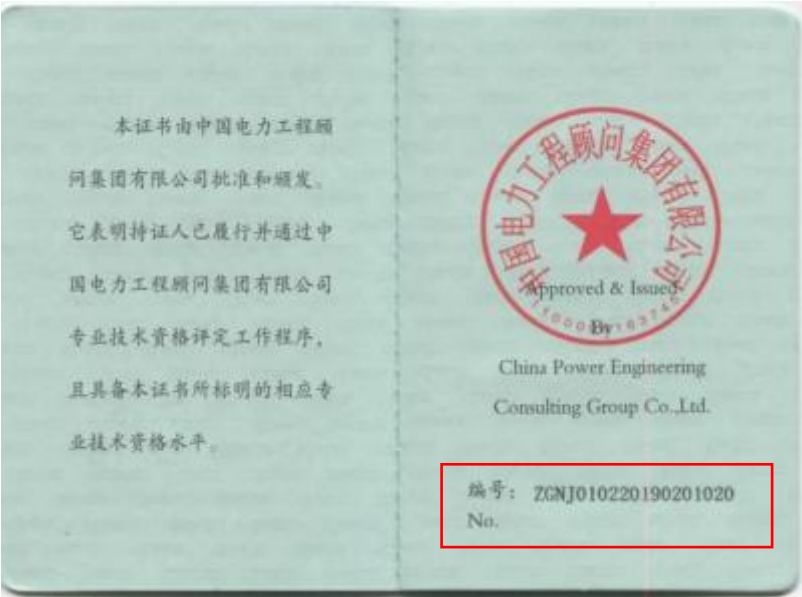 本证书由中国电力工程顾
问集团有限公司批准和颁发。
它表明持证人已履行并通过中
国电力工程顾问集团有限公司
专业技术资格评定工作程序，
且具备本证书所标明的相应专
业技术资格水平。
中国电力工程顾问集团有限公司
Approved & Issued
By
China Power Engineering
Consulting Group Co.,Ltd.
编号： ZGNJ010220190201020
No.